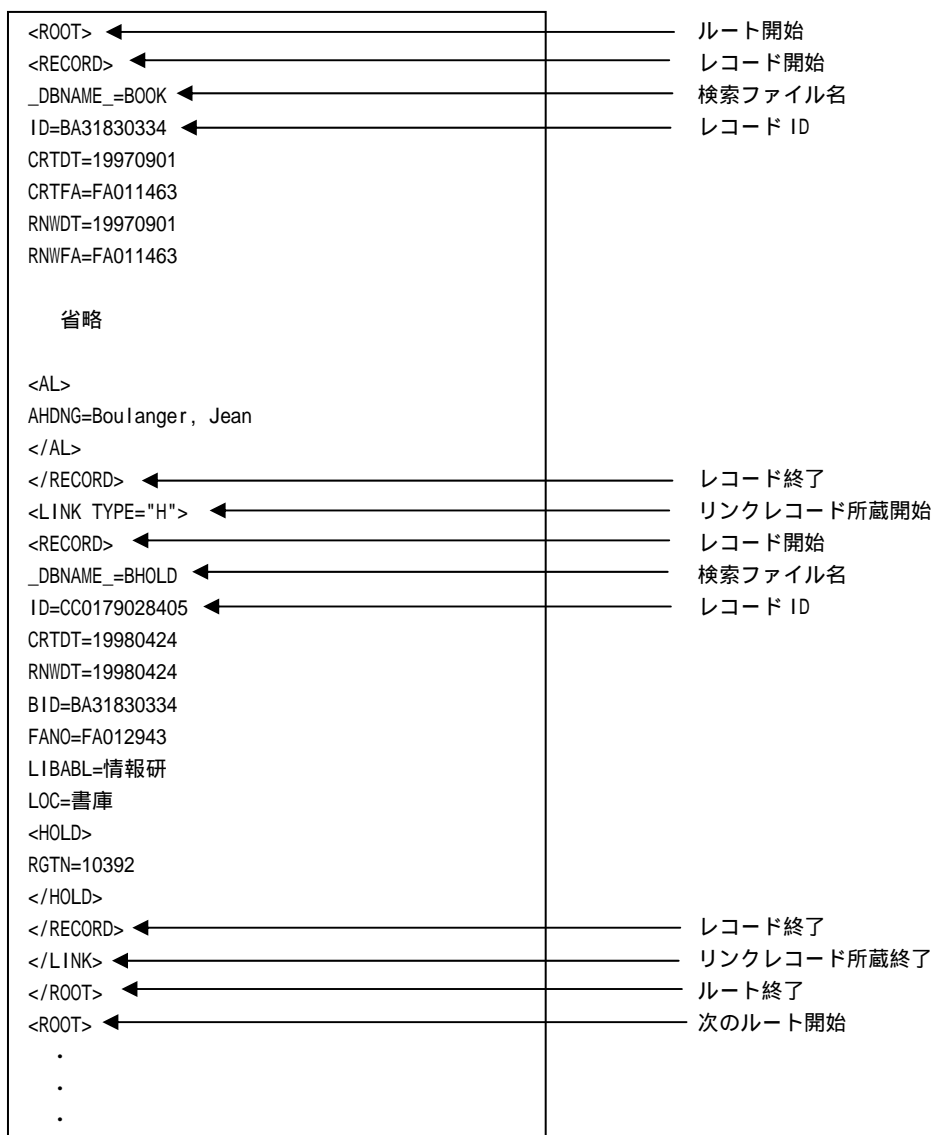 <ROOT> ルート開始
<RECORD> レコード開始
_DBNAME_=BOOK 検索ファイル名
ID=BA31830334 レコード ID
CRTDT=19970901
CRTFA=FA011463
RNWDT=19970901
RNWFA=FA011463
省略
<AL>
AHDNG=Boulanger, Jean
</AL>
</RECORD> レコード終了
<LINK TYPE="H"> リンクレコード所蔵開始
<RECORD> レコード開始
_DBNAME_=BHOLD 検索ファイル名
ID=CC0179028405 レコード ID
CRTDT=19980424
RNWDT=19980424
BID=BA31830334
FANO=FA012943
LIBABL=情報研
LOC=書庫
<HOLD>
RGTN=10392
</HOLD>
</RECORD> レコード終了
</LINK> リンクレコード所蔵終了
</ROOT> ルート終了
<ROOT> 次のルート開始
・
・
・